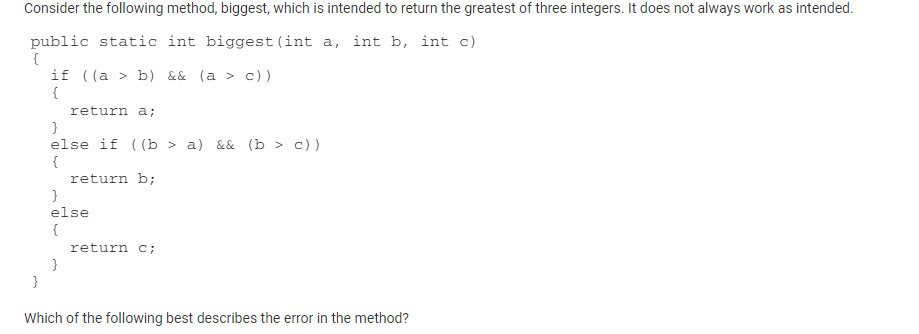 Consider the following method, biggest, which is intended to return the greatest of three integers. It does not always work as intended.
public static int biggest(int a, int b, int c)
{
if ((a > b) && (a > c))
{
return a;
}
else if ((b > a) && (b > c))
{
return b;
}
else
{
return c;
}
}
Which of the following best describes the error in the method?